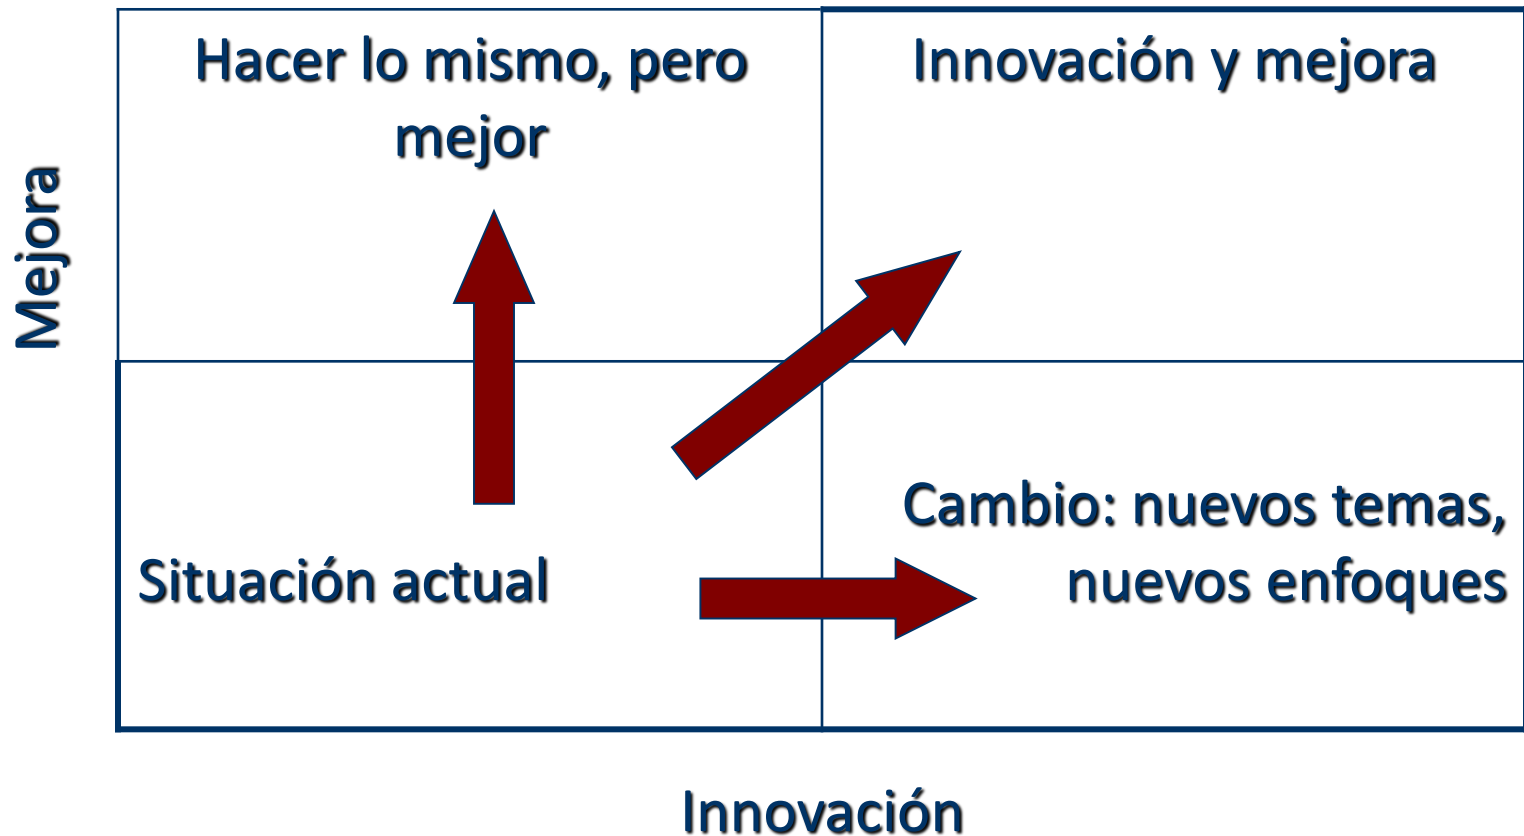 Hacer lo mismo, pero
mejor
Innovación y mejora
Mejora
Situación actual
Cambio: nuevos temas,
nuevos enfoques
Innovación